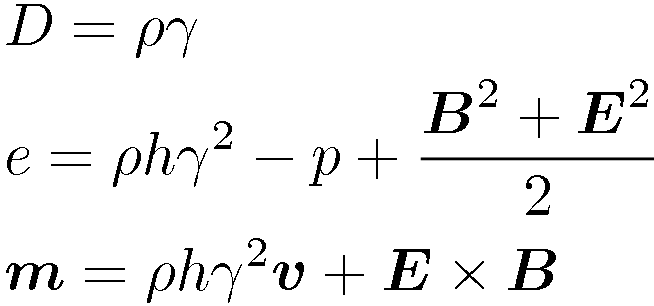 D = ργ
e = ρhγ² − p + (𝑩² + 𝑬²)/2
𝒎 = ρhγ²𝒗 + 𝑬 × 𝑩